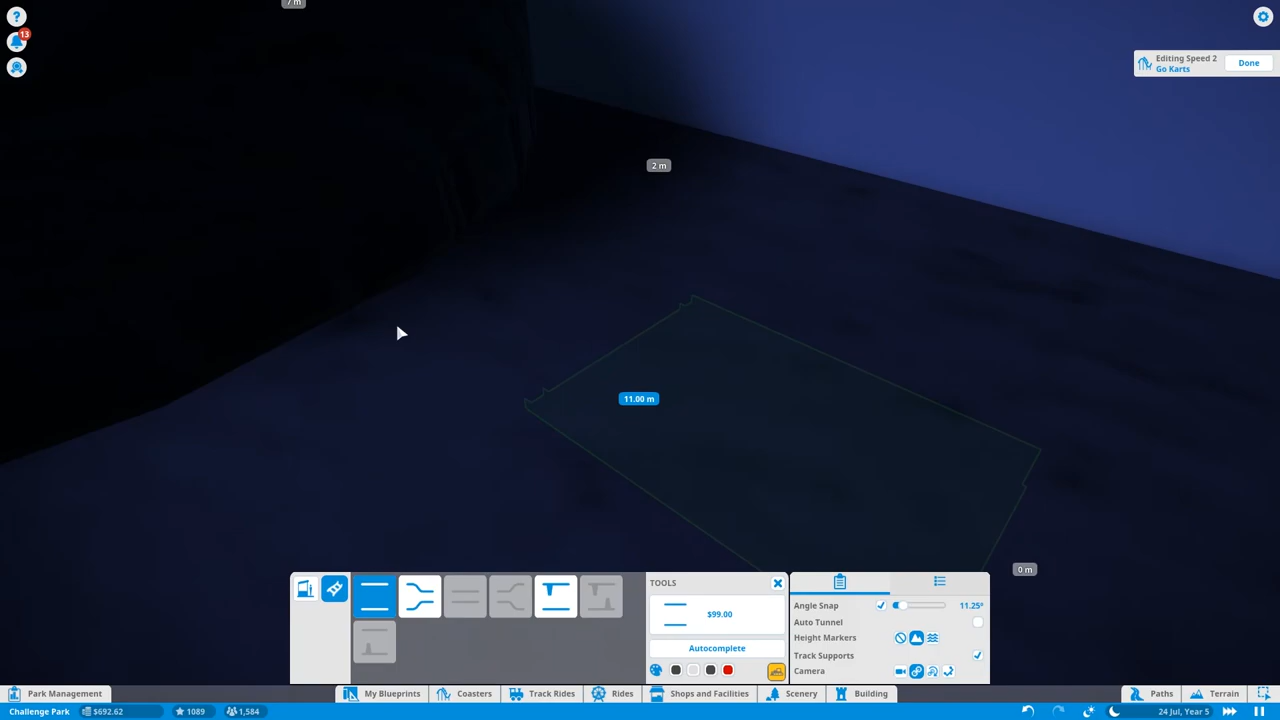 7 m
?
13
Editing Speed 2
Go Karts
Done
2 m
11.00 m
0 m
TOOLS
$99.00
Autocomplete
Angle Snap
11.25°
Auto Tunnel
Height Markers
Track Supports
Camera
Park Management
My Blueprints
Coasters
Track Rides
Rides
Shops and Facilities
Scenery
Building
Paths
Terrain
Challenge Park
$692.62
1089
1,584
24 Jul, Year 5